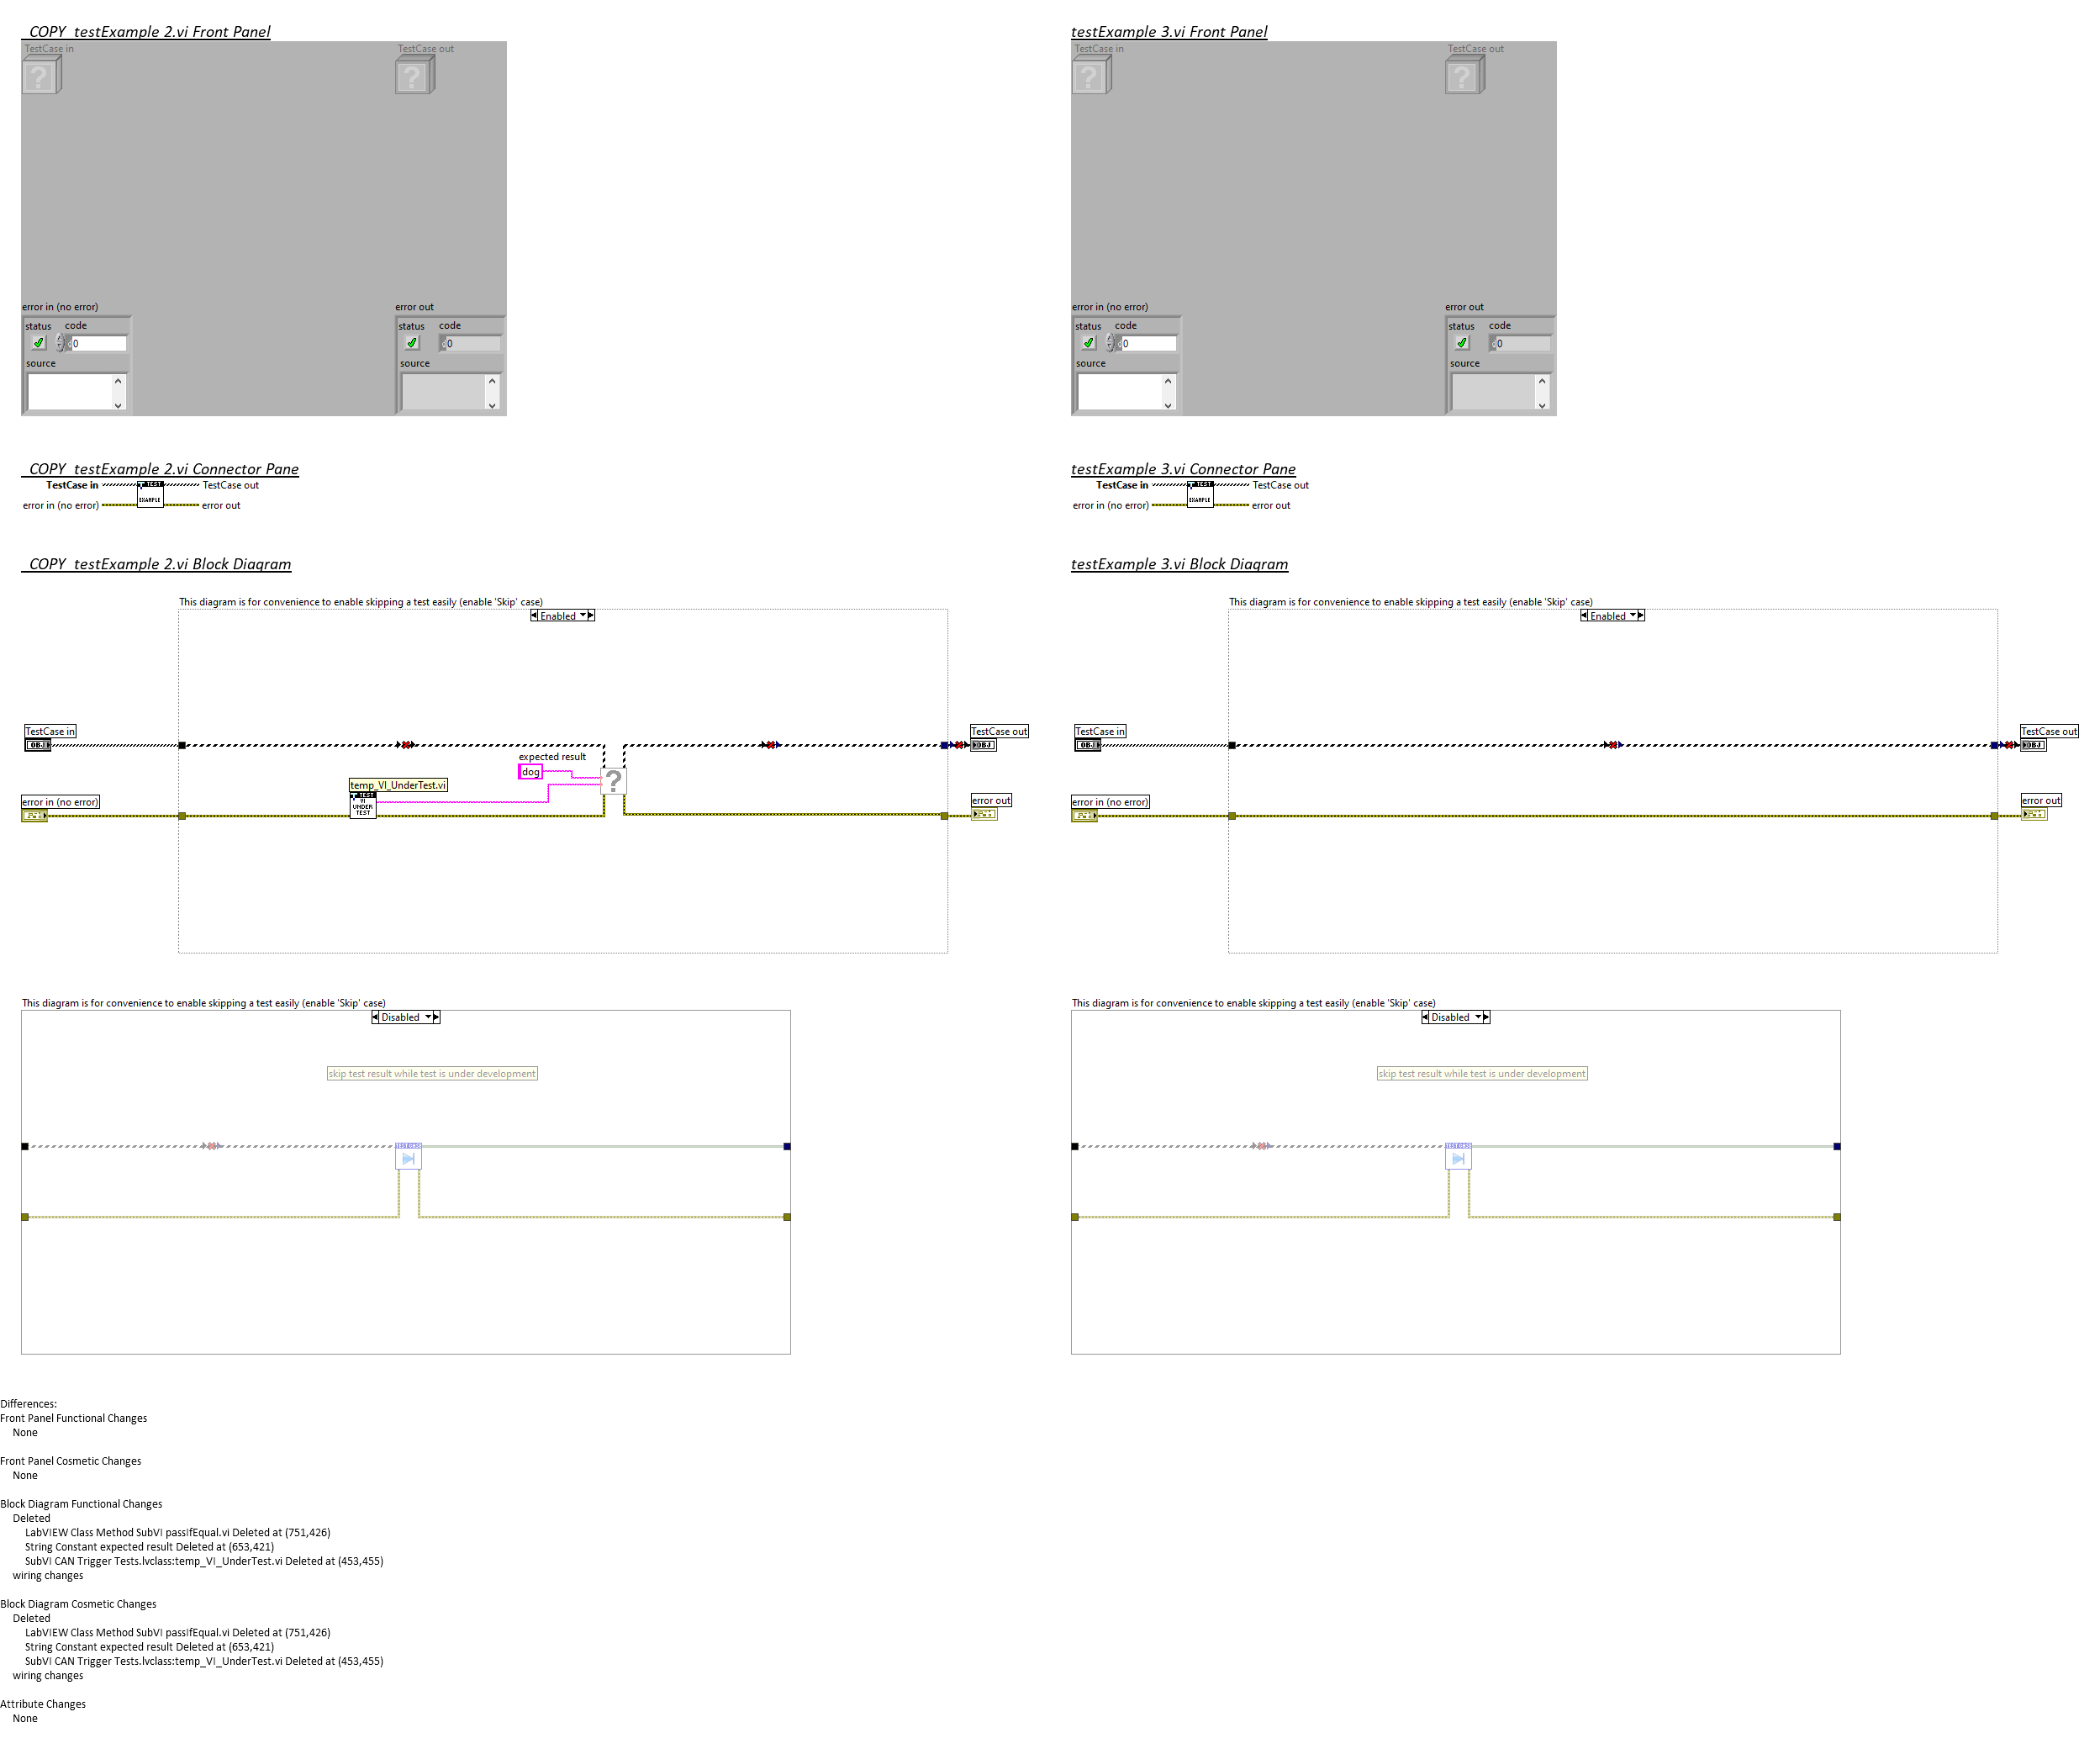 _COPY_testExample 2.vi Front Panel
TestCase in
TestCase out
error in (no error)
error out
status code
0
source
status code
0
source
_COPY_testExample 2.vi Connector Pane
TestCase in
TestCase out
TEST
EXAMPLE
error in (no error)
error out
_COPY_testExample 2.vi Block Diagram
This diagram is for convenience to enable skipping a test easily (enable 'Skip' case)
Enabled
TestCase in
OBJ
TestCase out
OBJ
expected result
dog
temp_VI_UnderTest.vi
TEST
VI
UNDER
TEST
error in (no error)
error out
This diagram is for convenience to enable skipping a test easily (enable 'Skip' case)
Disabled
skip test result while test is under development
testExample 3.vi Front Panel
TestCase in
TestCase out
error in (no error)
error out
status code
0
source
status code
0
source
testExample 3.vi Connector Pane
TestCase in
TestCase out
TEST
EXAMPLE
error in (no error)
error out
testExample 3.vi Block Diagram
This diagram is for convenience to enable skipping a test easily (enable 'Skip' case)
Enabled
TestCase in
OBJ
TestCase out
OBJ
error in (no error)
error out
This diagram is for convenience to enable skipping a test easily (enable 'Skip' case)
Disabled
skip test result while test is under development
Differences:
Front Panel Functional Changes
None
Front Panel Cosmetic Changes
None
Block Diagram Functional Changes
Deleted
LabVIEW Class Method SubVI passIfEqual.vi Deleted at (751,426)
String Constant expected result Deleted at (653,421)
SubVI CAN Trigger Tests.lvclass:temp_VI_UnderTest.vi Deleted at (453,455)
wiring changes
Block Diagram Cosmetic Changes
Deleted
LabVIEW Class Method SubVI passIfEqual.vi Deleted at (751,426)
String Constant expected result Deleted at (653,421)
SubVI CAN Trigger Tests.lvclass:temp_VI_UnderTest.vi Deleted at (453,455)
wiring changes
Attribute Changes
None